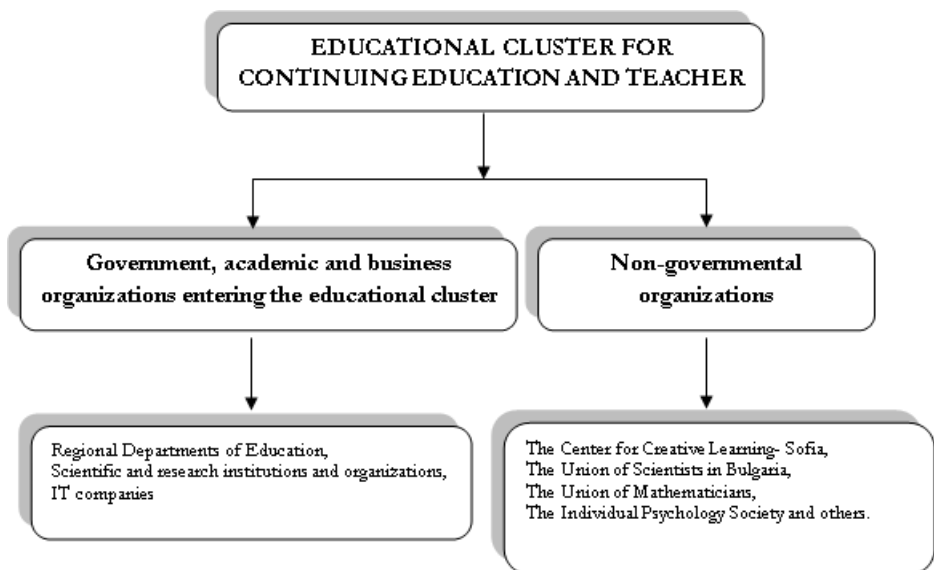 EDUCATIONAL CLUSTER FOR
CONTINUING EDUCATION AND TEACHER
Government, academic and business
organizations entering the educational cluster
Non-governmental
organizations
Regional Departments of Education,
Scientific and research institutions and organizations,
IT companies
The Center for Creative Learning- Sofia,
The Union of Scientists in Bulgaria,
The Union of Mathematicians,
The Individual Psychology Society and others.